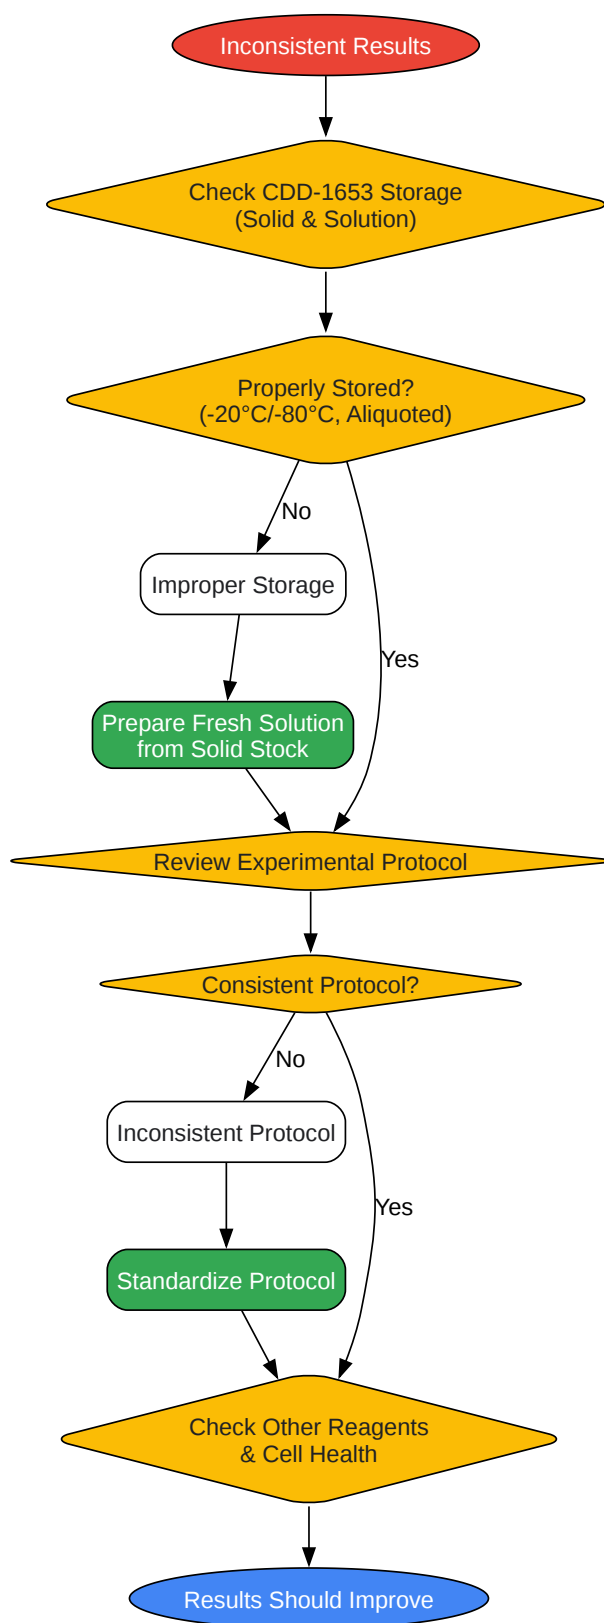 Inconsistent Results
Check CDD-1653 Storage
(Solid & Solution)
Properly Stored?
(-20°C/-80°C, Aliquoted)
No
Improper Storage
Yes
Prepare Fresh Solution
from Solid Stock
Review Experimental Protocol
Consistent Protocol?
No
Inconsistent Protocol
Yes
Standardize Protocol
Check Other Reagents
& Cell Health
Results Should Improve